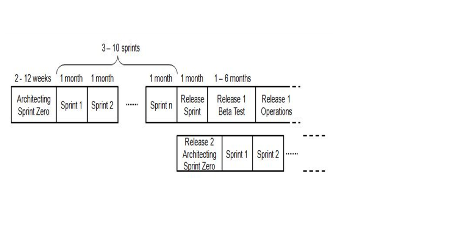 3 – 10 sprints
2 - 12 weeks 1 month 1 month 1 month 1 month 1 – 6 months
Architecting
Sprint Zero
Sprint 1
Sprint 2
......
Sprint n
Release
Sprint
Release 1
Beta Test
Release 1
Operations
Release 2
Architecting
Sprint Zero
Sprint 1
Sprint 2
......